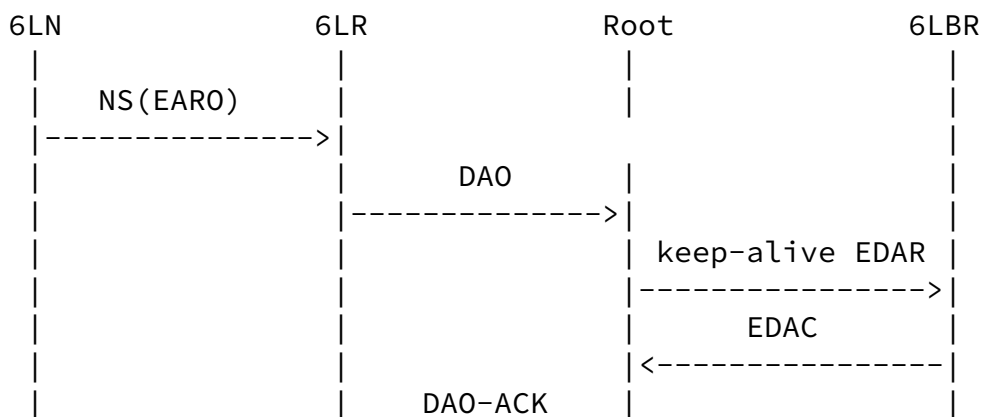 6LN 6LR Root 6LBR
NS(EARO)
DAO
keep-alive EDAR
EDAC
DAO-ACK